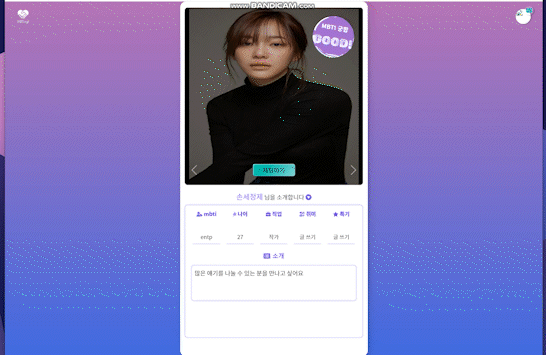 www.BANDICAM.com
MBTI 궁합
GOOD!
채팅하기
손세정재 님을 소개합니다
mbti
# 나이
직업
취미
특기
entp
27
작가
글 쓰기
글 쓰기
소개
많은 얘기를 나눌 수 있는 분을 만나고 싶어요